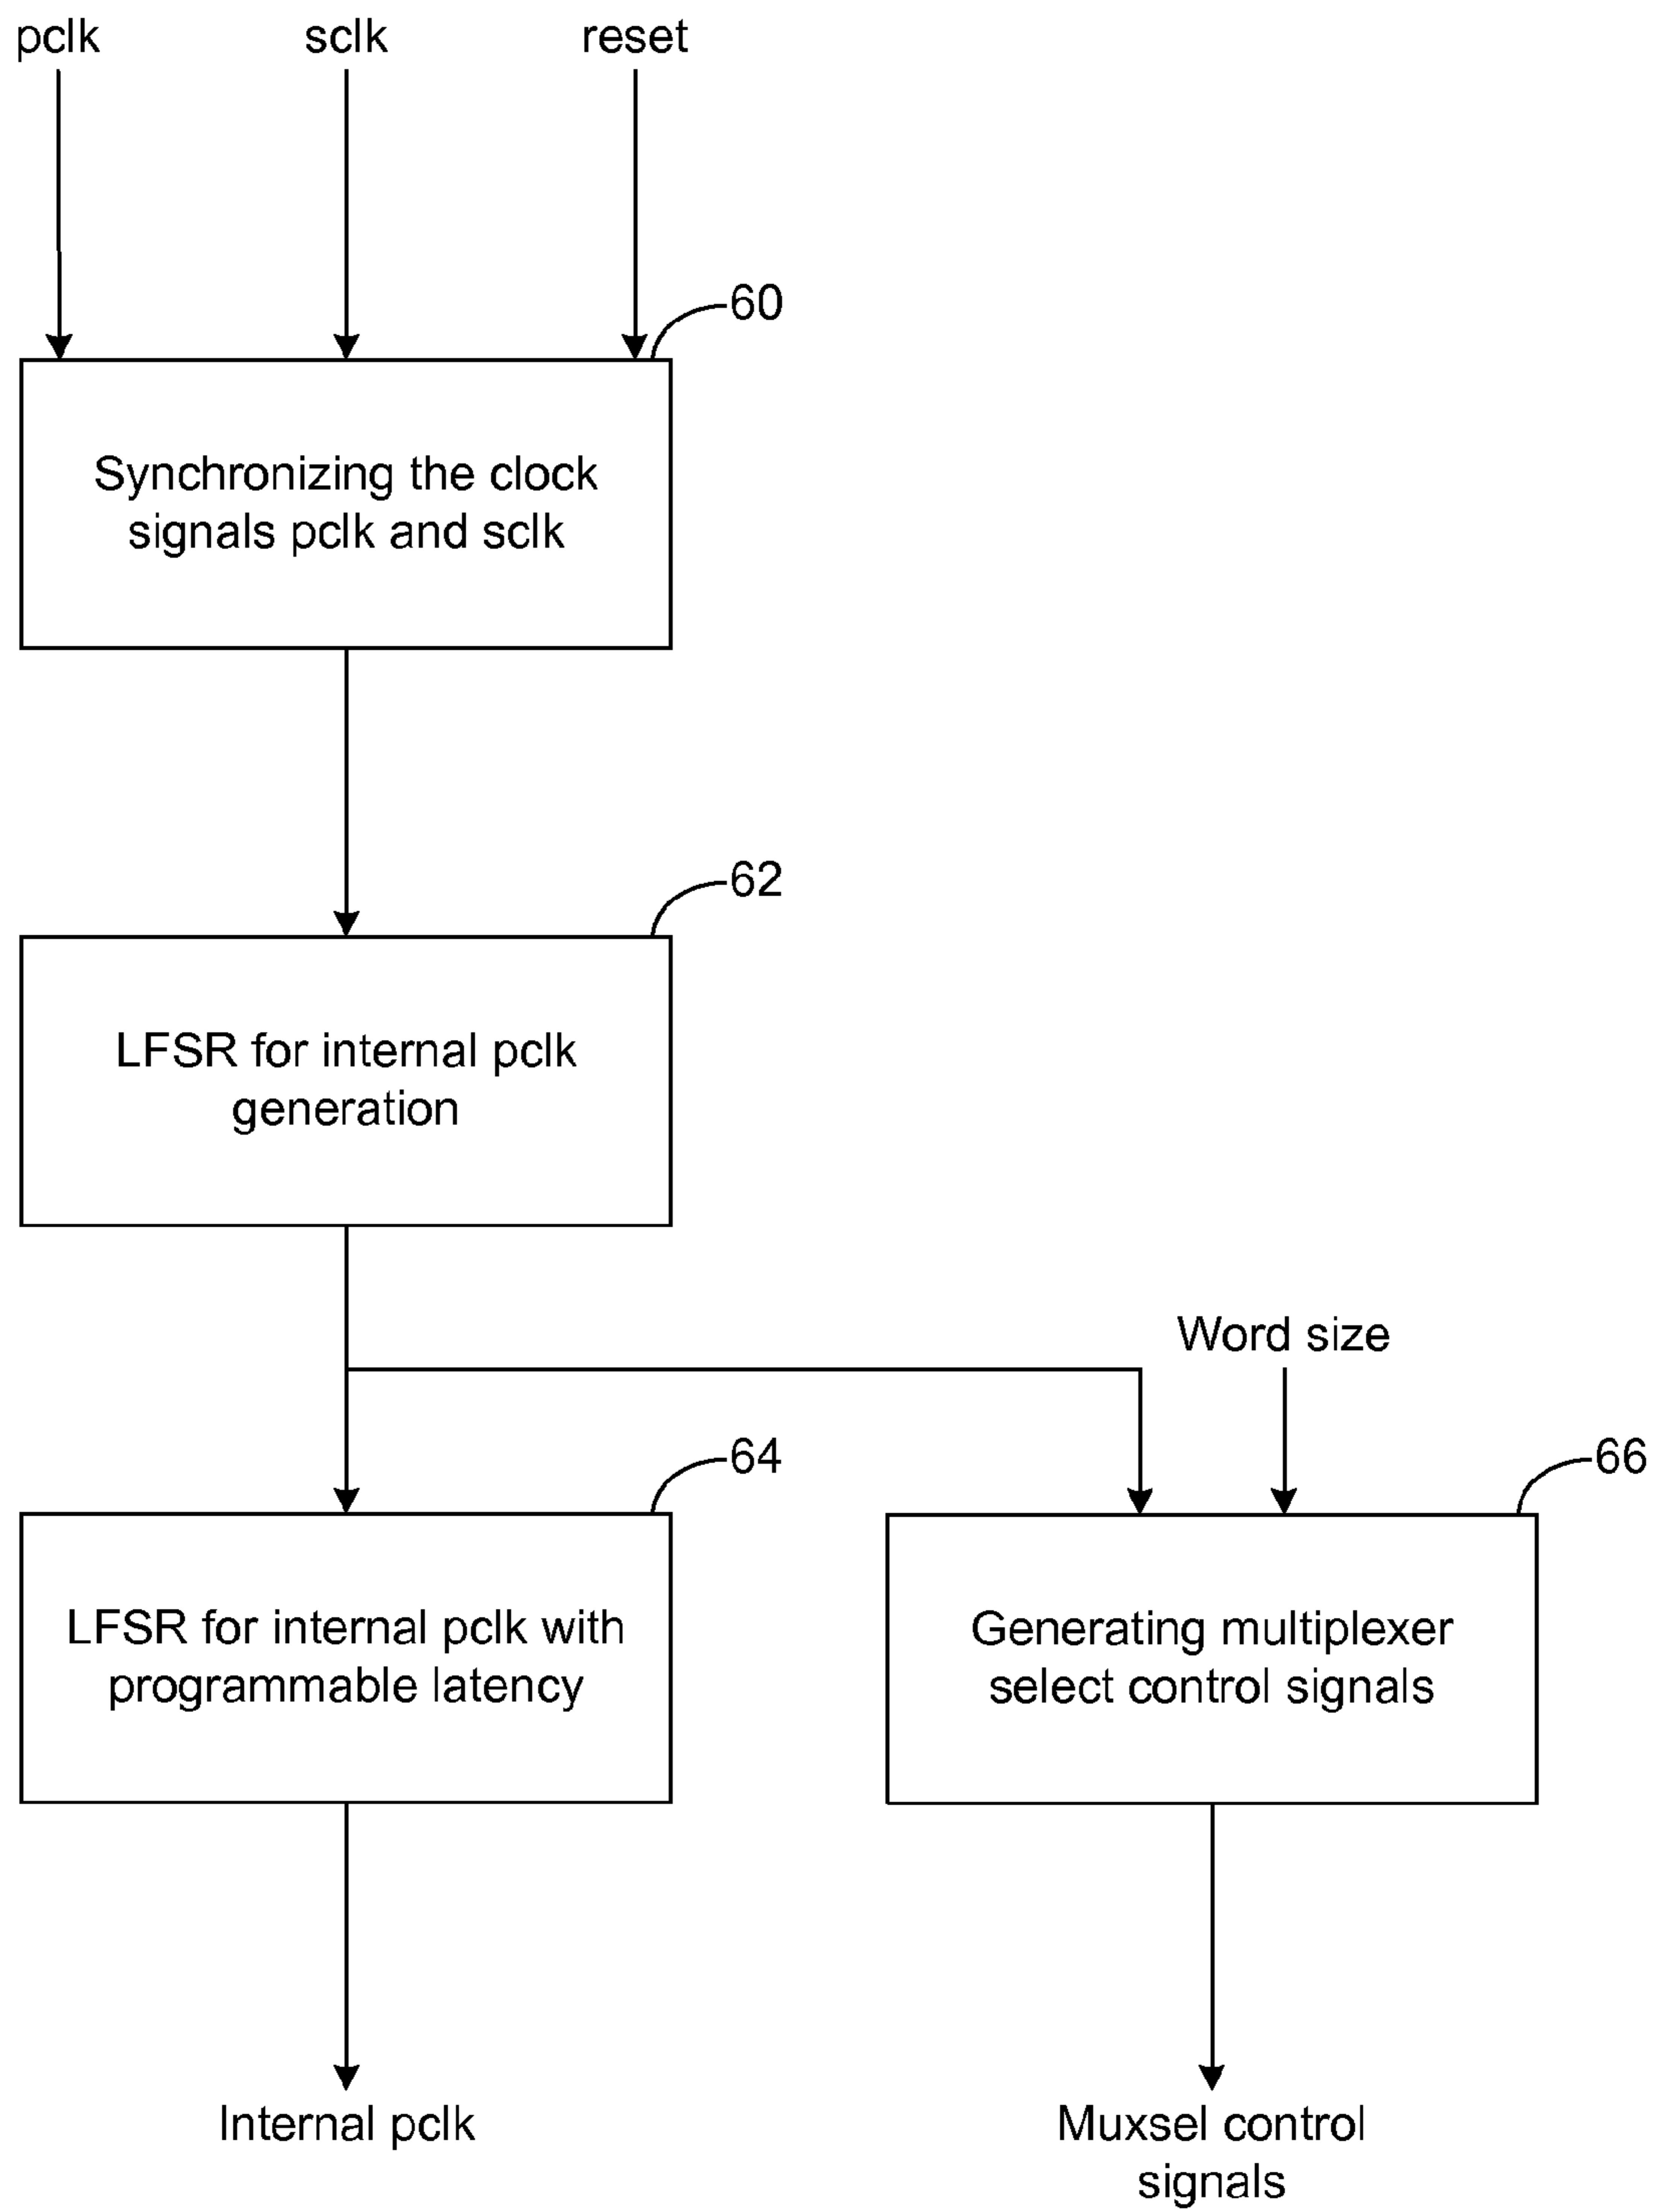 pclk
sclk
reset
60
Synchronizing the clock
signals pclk and sclk
62
LFSR for internal pclk
generation
Word size
64
66
LFSR for internal pclk with
programmable latency
Generating multiplexer
select control signals
Internal pclk
Muxsel control
signals